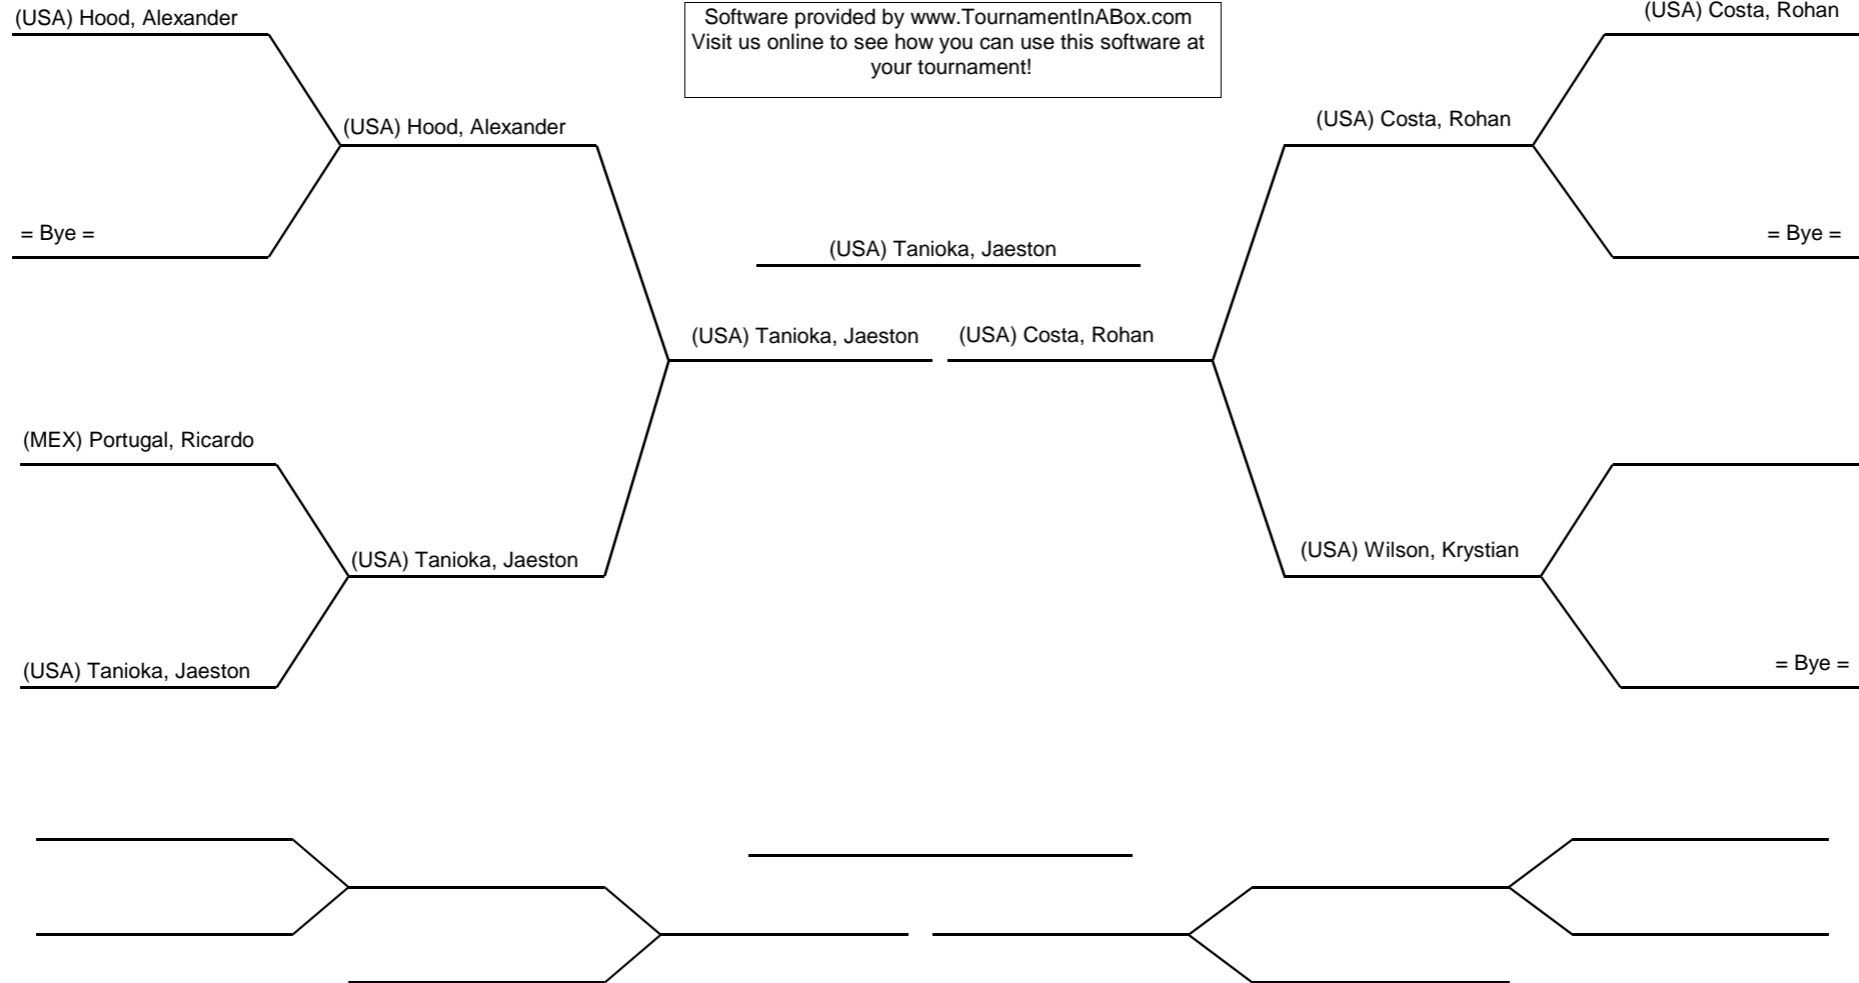 (USA) Hood, Alexander
Software provided by www.TournamentInABox.com
Visit us online to see how you can use this software at
your tournament!
(USA) Costa, Rohan
(USA) Hood, Alexander
(USA) Costa, Rohan
= Bye =
(USA) Tanioka, Jaeston
= Bye =
(USA) Tanioka, Jaeston
(USA) Costa, Rohan
(MEX) Portugal, Ricardo
(USA) Tanioka, Jaeston
(USA) Wilson, Krystian
(USA) Tanioka, Jaeston
= Bye =